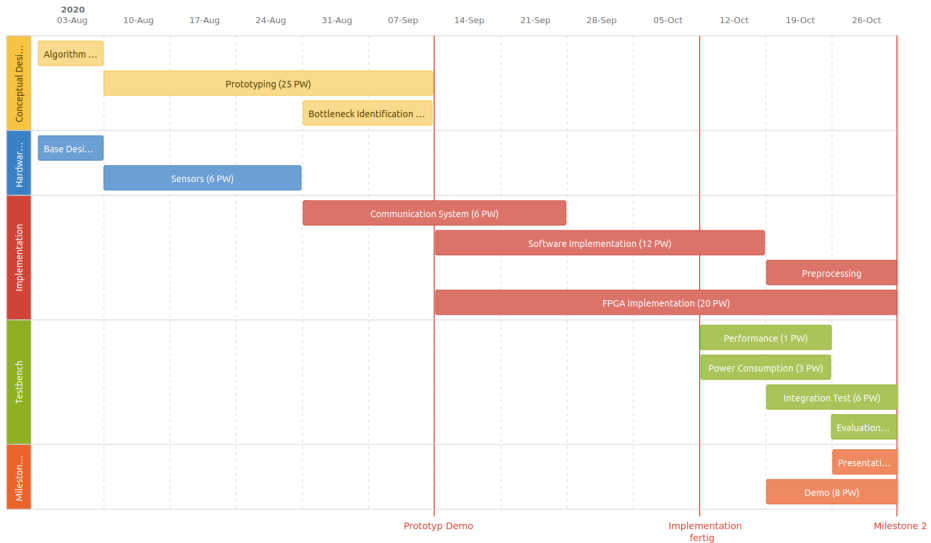 2020
03-Aug 10-Aug 17-Aug 24-Aug 31-Aug 07-Sep 14-Sep 21-Sep 28-Sep 05-Oct 12-Oct 19-Oct 26-Oct
Conceptual Desi...
Algorithm ...
Prototyping (25 PW)
Bottleneck Identification ...
Hardwar...
Base Desi...
Sensors (6 PW)
Implementation
Communication System (6 PW)
Software Implementation (12 PW)
Preprocessing
FPGA Implementation (20 PW)
Testbench
Performance (1 PW)
Power Consumption (3 PW)
Integration Test (6 PW)
Evaluation...
Mileston...
Presentati...
Demo (8 PW)
Prototyp Demo
Implementation
fertig
Milestone 2